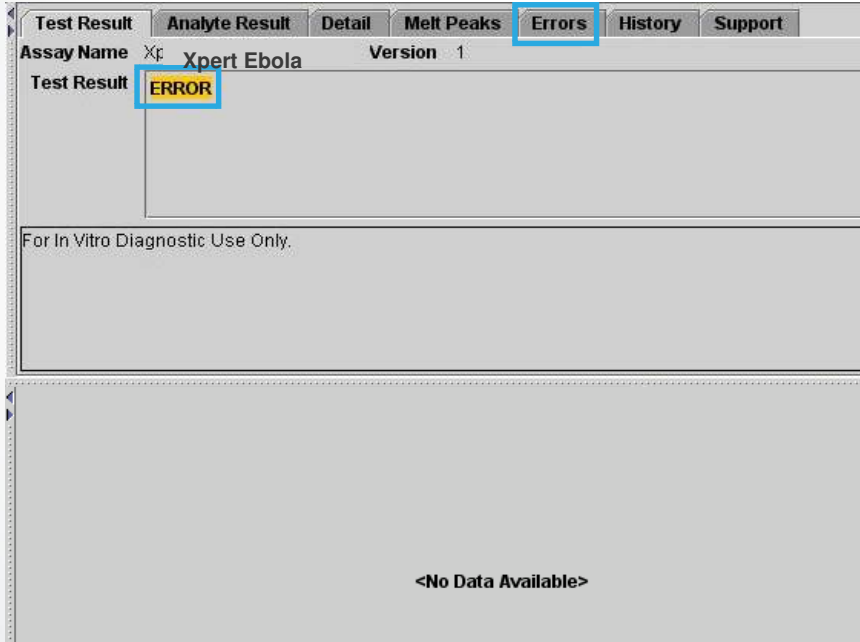 Test Result Analyte Result Detail Melt Peaks Errors History Support
Assay Name Xp Xpert Ebola Version 1
Test Result ERROR
For In Vitro Diagnostic Use Only.
<No Data Available>